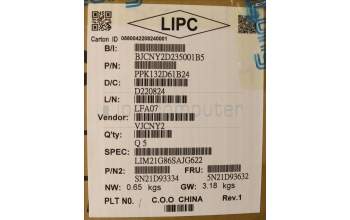 LIPC
Carton ID 0880042208240001
B/I:
BJCNY2D235001B5
P/N:
PPK132D61B24
D/C:
D220824
L/N:
LFA07
Vendor:
VJCNY2
Q'ty:
Q 5
SPEC:
LIM21G86SAJG622
P/N2: FRU:
SN21D93334 5N21D93632
NW: 0.65 kgs GW: 3.18 kgs
PLT NO. C.O.O CHINA Rev.1